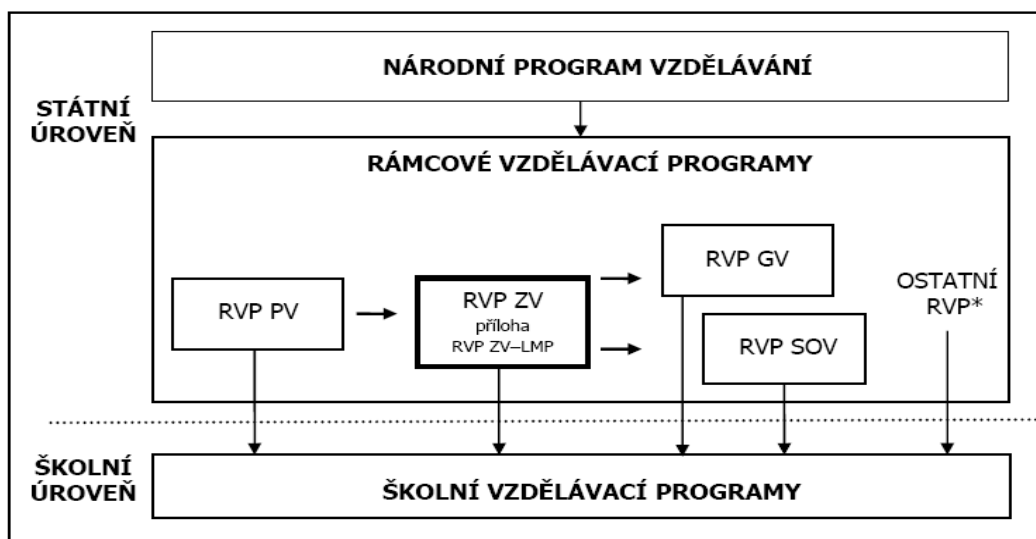 NÁRODNÍ PROGRAM VZDĚLÁVÁNÍ
STÁTNÍ
ÚROVEŇ
RÁMCOVÉ VZDĚLÁVACÍ PROGRAMY
RVP PV
RVP ZV
příloha
RVP ZV–LMP
RVP GV
RVP SOV
OSTATNÍ
RVP*
ŠKOLNÍ
ÚROVEŇ
ŠKOLNÍ VZDĚLÁVACÍ PROGRAMY